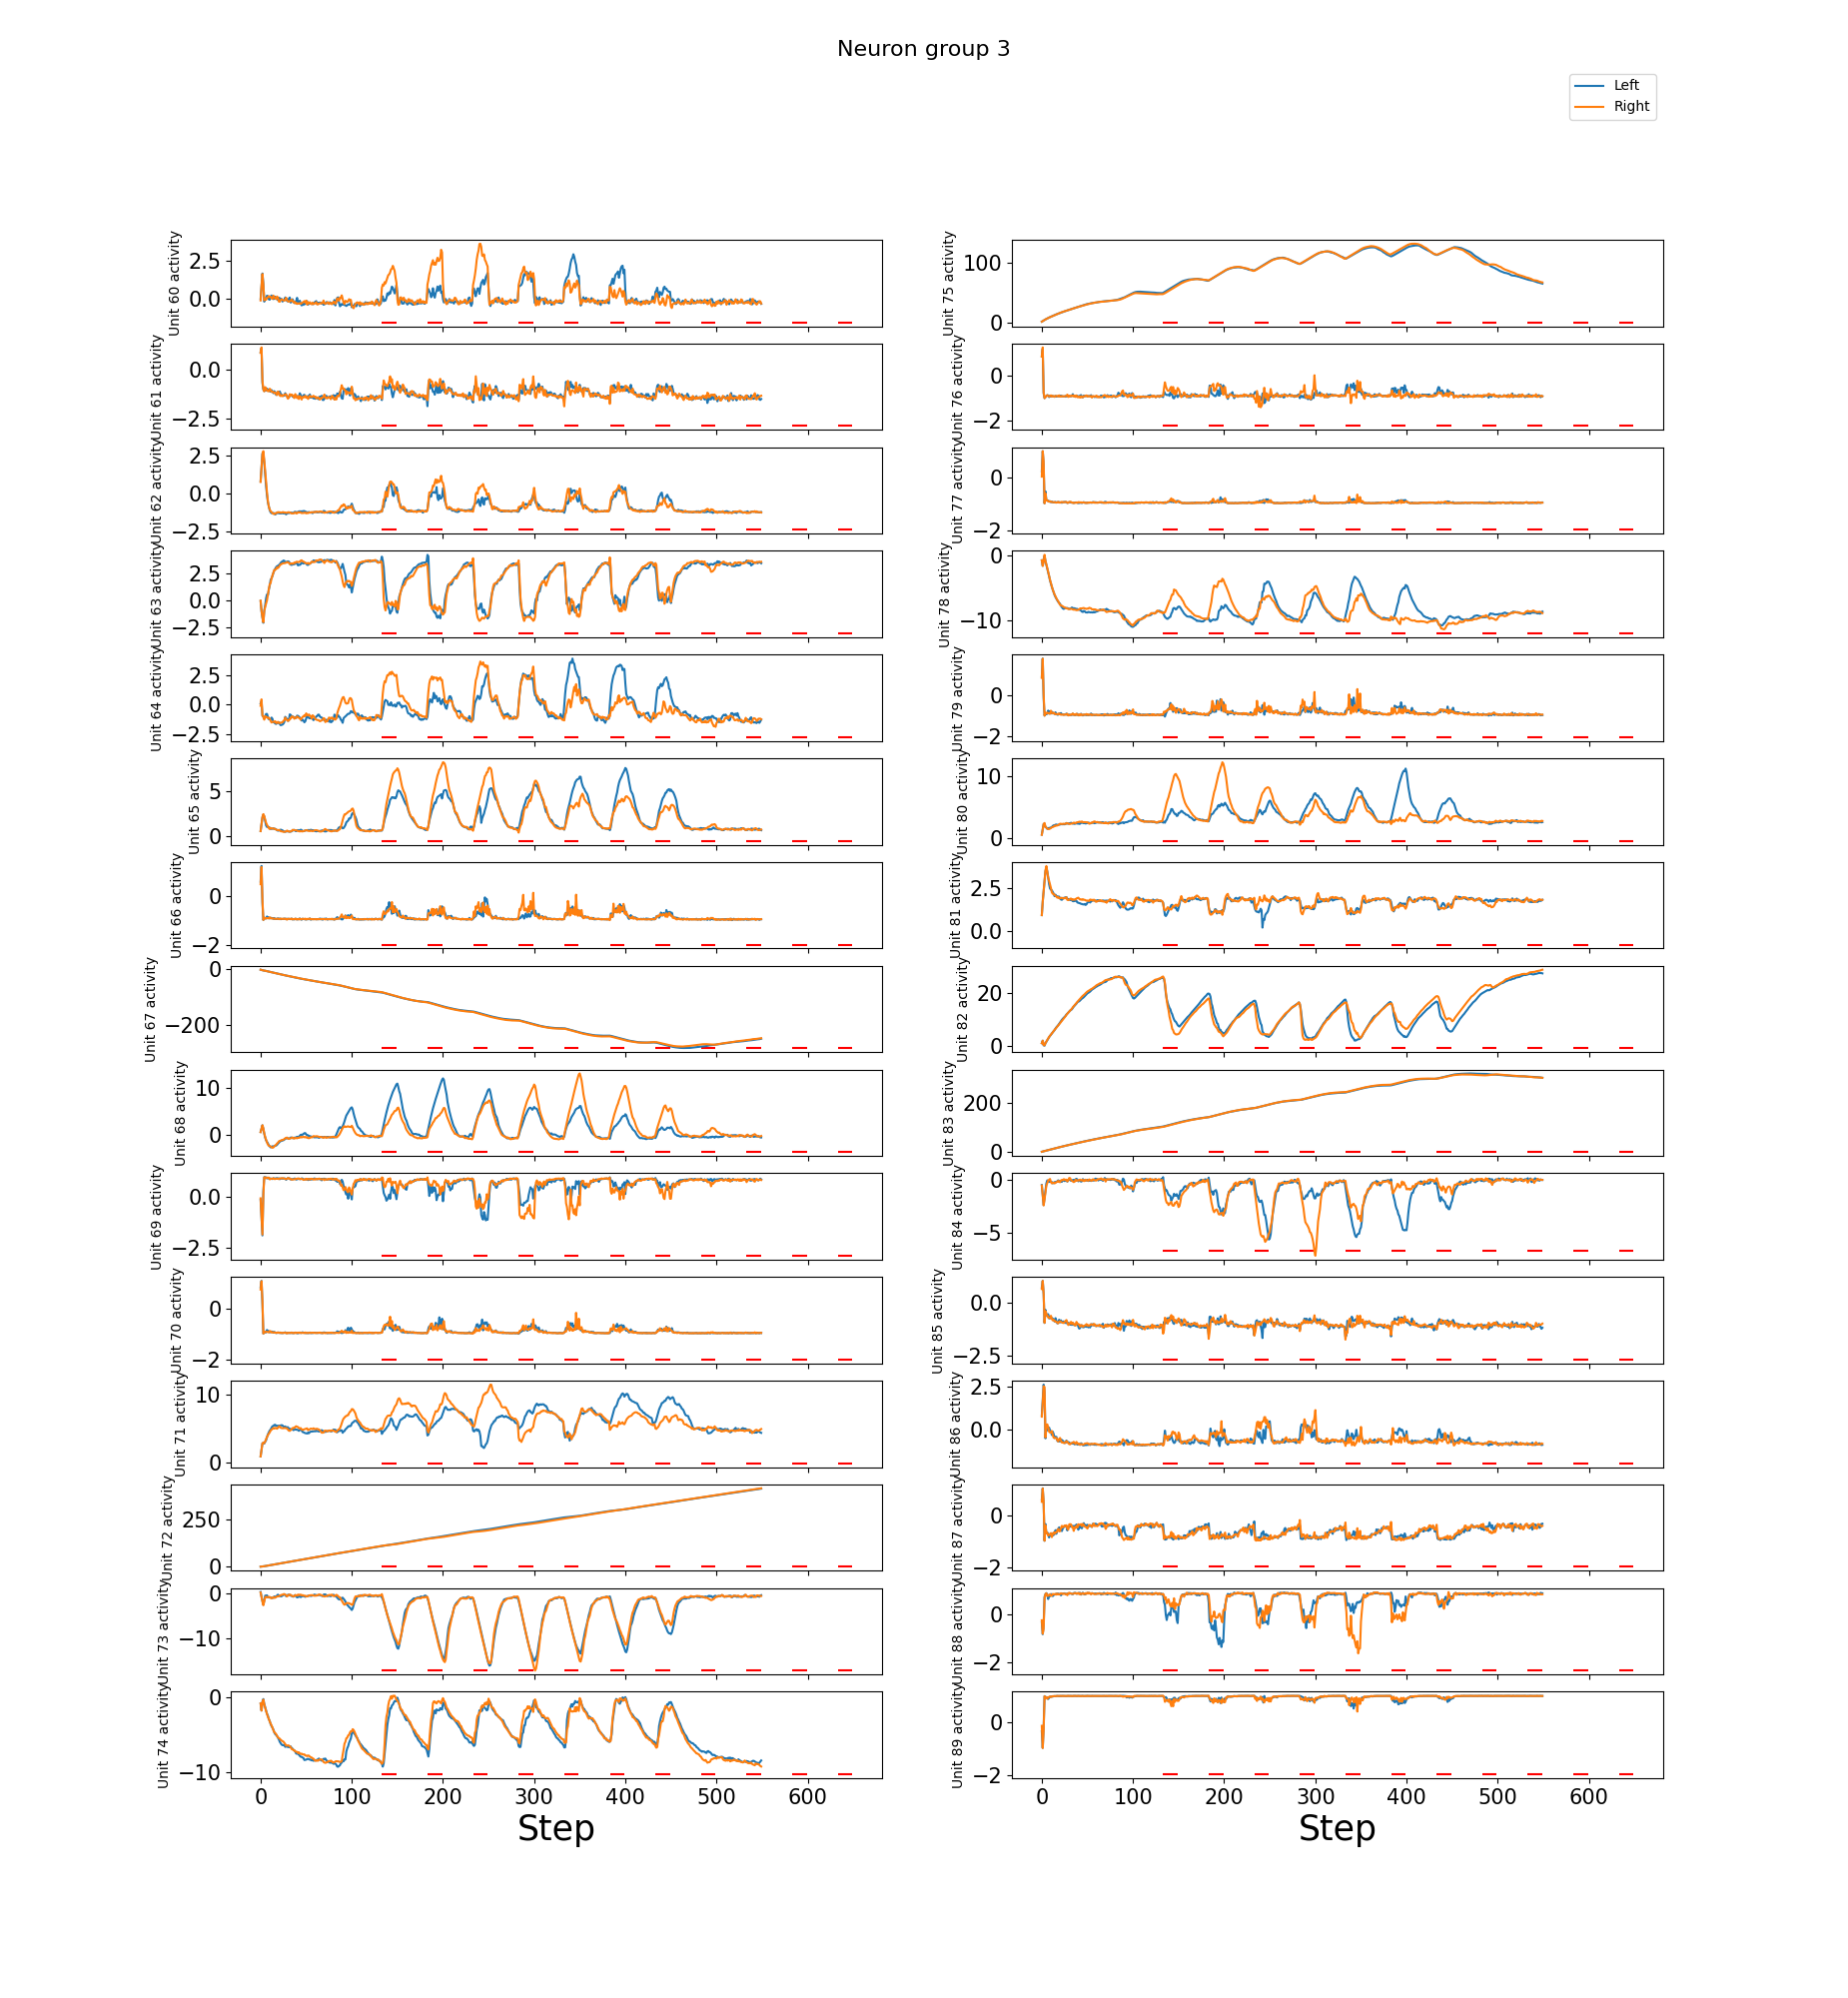 Neuron group 3
Left
Right
Unit 60 activity
2.5
0.0
Unit 61 activity
0.0
−2.5
Unit 62 activity
2.5
0.0
−2.5
Unit 63 activity
2.5
0.0
−2.5
Unit 64 activity
2.5
0.0
−2.5
Unit 65 activity
5
0
Unit 66 activity
0
−2
Unit 67 activity
0
−200
Unit 68 activity
10
0
Unit 69 activity
0.0
−2.5
Unit 70 activity
0
−2
Unit 71 activity
10
0
Unit 72 activity
250
0
Unit 73 activity
0
−10
Unit 74 activity
0
−10
0 100 200 300 400 500 600
Step
Unit 75 activity
100
0
Unit 76 activity
0
−2
Unit 77 activity
0
−2
Unit 78 activity
0
−10
Unit 79 activity
0
−2
Unit 80 activity
10
0
Unit 81 activity
2.5
0.0
Unit 82 activity
20
0
Unit 83 activity
200
0
Unit 84 activity
0
−5
Unit 85 activity
0.0
−2.5
Unit 86 activity
2.5
0.0
Unit 87 activity
0
−2
Unit 88 activity
0
−2
Unit 89 activity
0
−2
0 100 200 300 400 500 600
Step